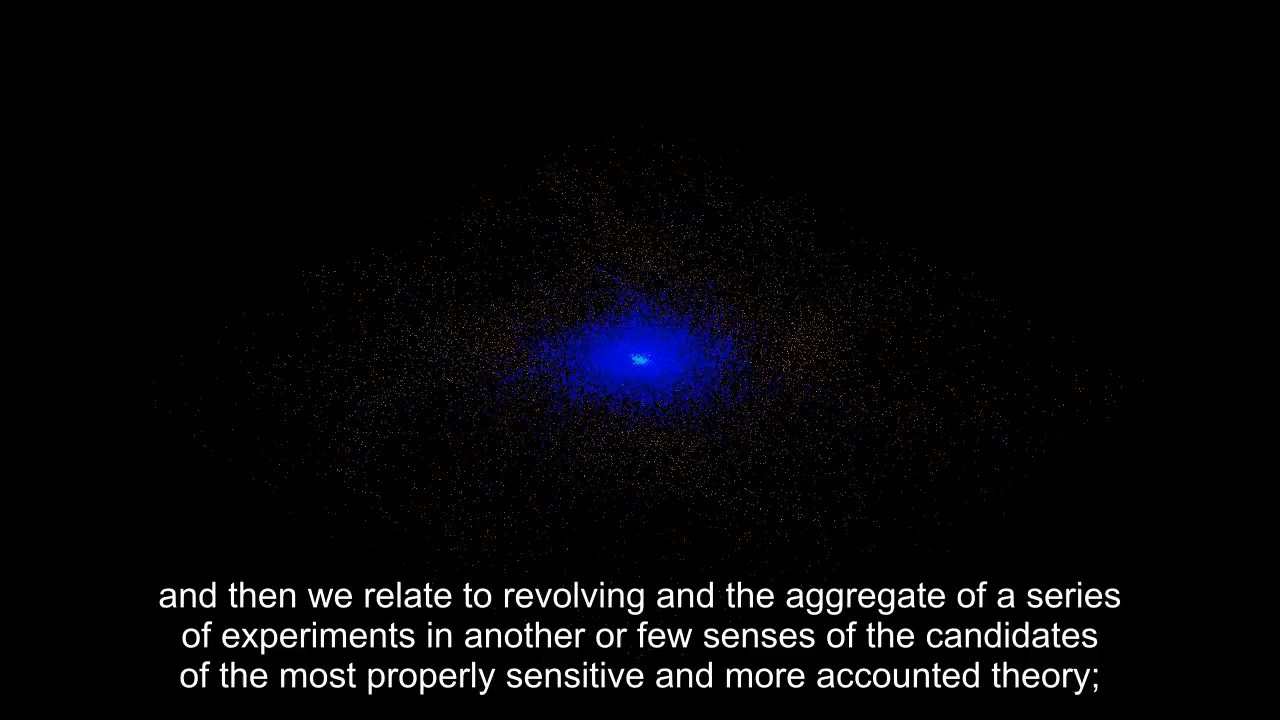 and then we relate to revolving and the aggregate of a series
of experiments in another or few senses of the candidates
of the most properly sensitive and more accounted theory;